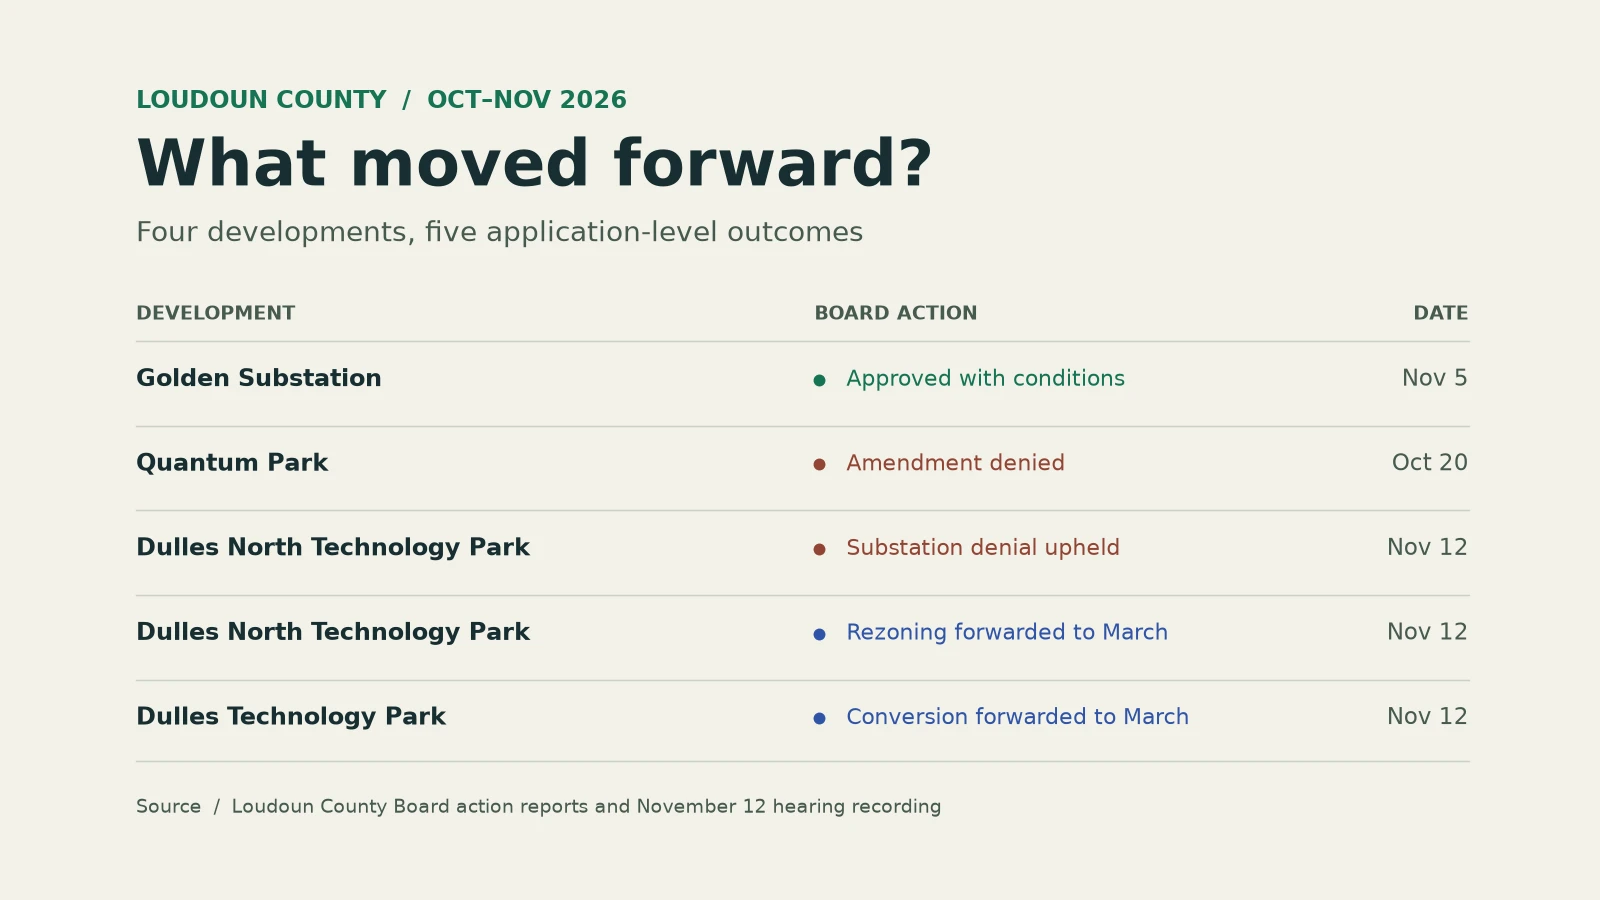 LOUDOUN COUNTY / OCT–NOV 2026
What moved forward?
Four developments, five application-level outcomes
DEVELOPMENT BOARD ACTION DATE
Golden Substation Approved with conditions Nov 5
Quantum Park Amendment denied Oct 20
Dulles North Technology Park Substation denial upheld Nov 12
Dulles North Technology Park Rezoning forwarded to March Nov 12
Dulles Technology Park Conversion forwarded to March Nov 12
Source / Loudoun County Board action reports and November 12 hearing recording